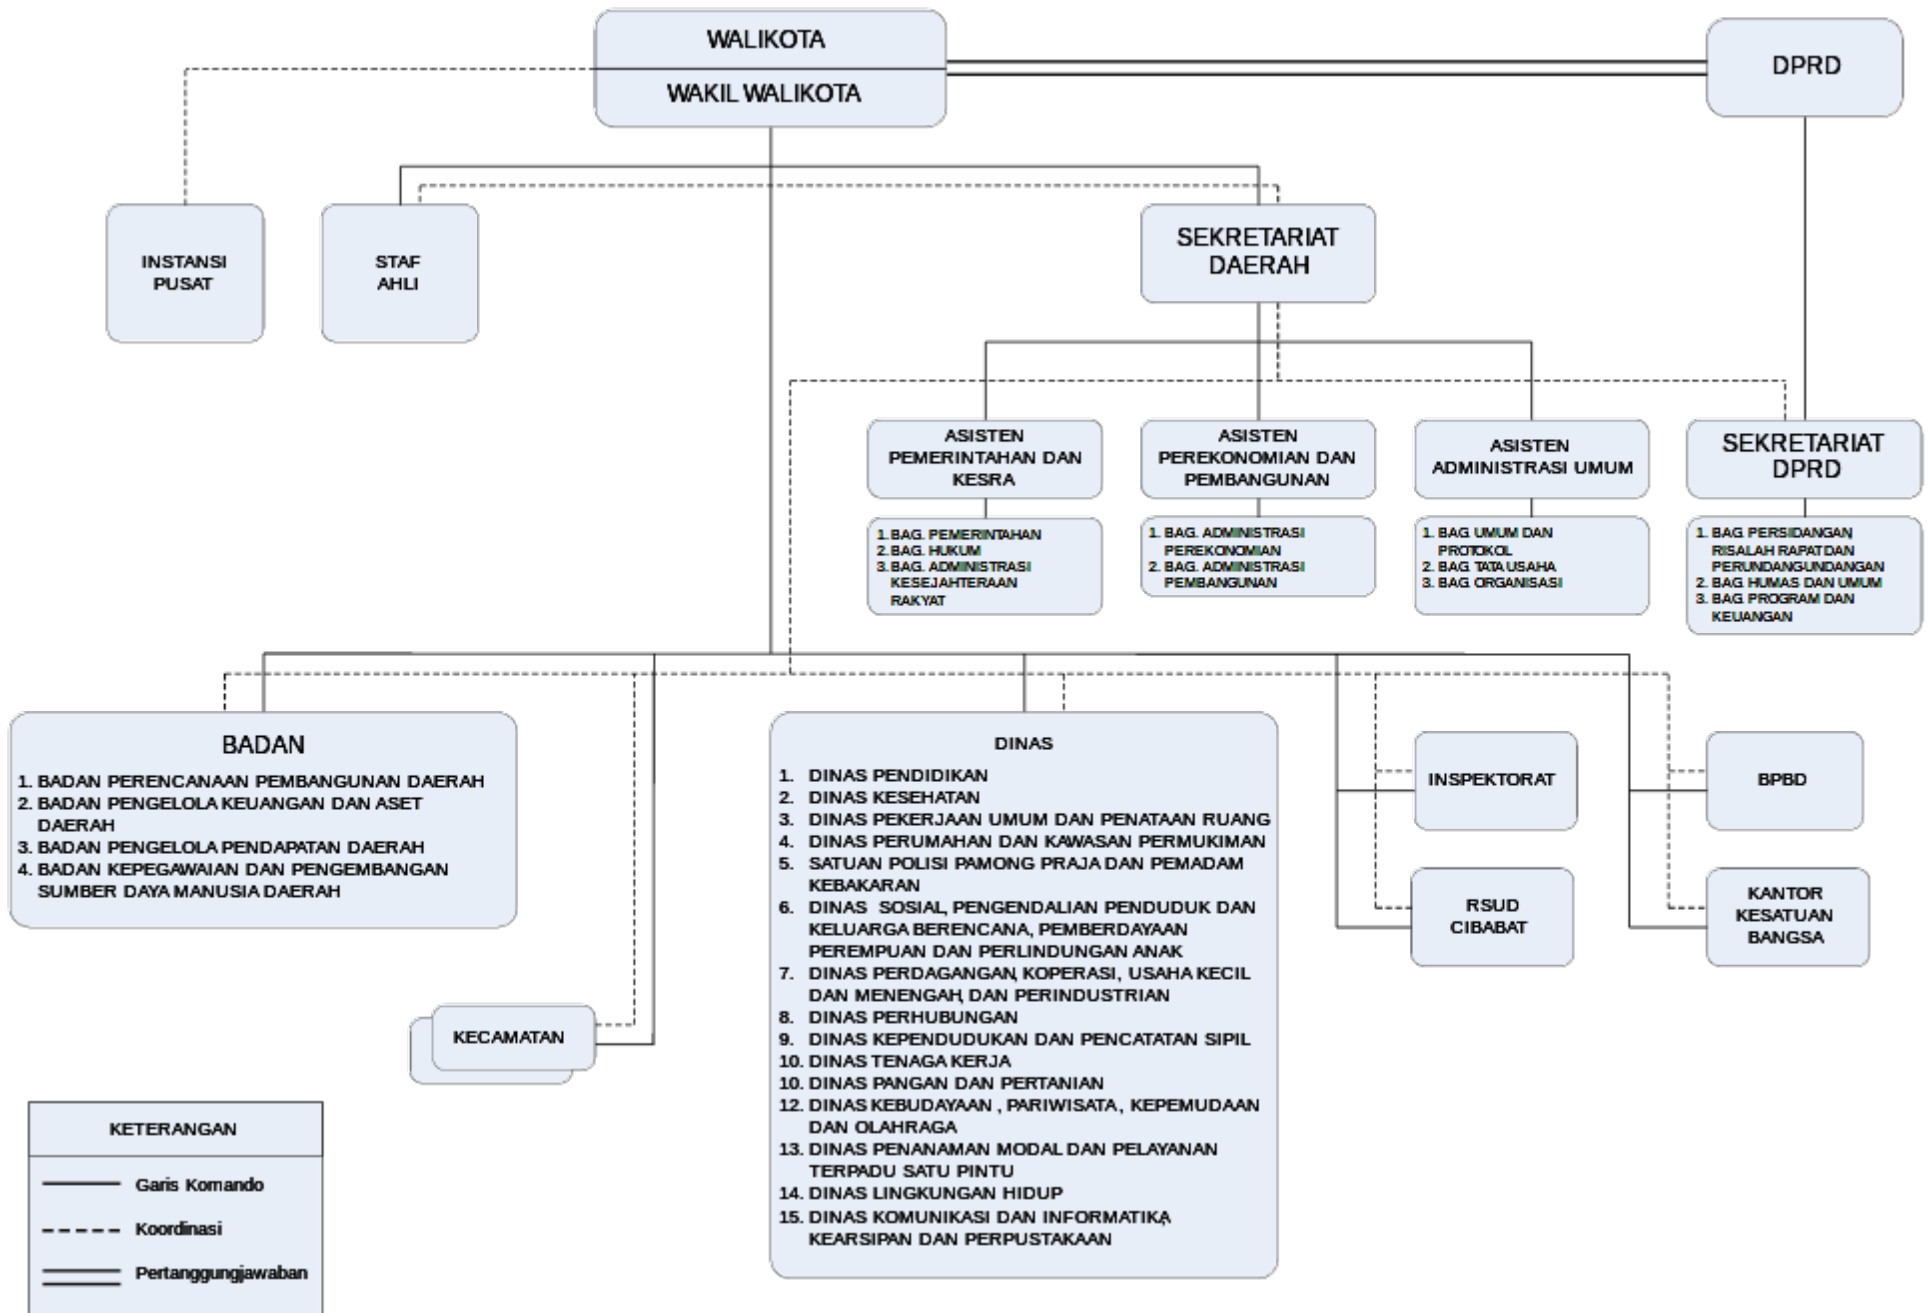 WALIKOTA
WAKIL WALIKOTA
DPRD
INSTANSI
PUSAT
STAF
AHLI
SEKRETARIAT
DAERAH
ASISTEN
PEMERINTAHAN DAN
KESRA
ASISTEN
PEREKONOMIAN DAN
PEMBANGUNAN
ASISTEN
ADMINISTRASI UMUM
SEKRETARIAT
DPRD
1. BAG. PEMERINTAHAN
2. BAG. HUKUM
3. BAG. ADMINISTRASI
KESEJAHTERAAN
RAKYAT
1. BAG. ADMINISTRASI
PEREKONOMIAN
2. BAG. ADMINISTRASI
PEMBANGUNAN
1. BAG. UMUM DAN
PROTOKOL
2. BAG. TATA USAHA
3. BAG. ORGANISASI
1. BAG. PERSIDANGAN,
RISALAH RAPAT DAN
PERUNDANGUNDANGAN
2. BAG. HUMAS DAN UMUM
3. BAG. PROGRAM DAN
KEUANGAN
BADAN
1. BADAN PERENCANAAN PEMBANGUNAN DAERAH
2. BADAN PENGELOLA KEUANGAN DAN ASET
DAERAH
3. BADAN PENGELOLA PENDAPATAN DAERAH
4. BADAN KEPEGAWAIAN DAN PENGEMBANGAN
SUMBER DAYA MANUSIA DAERAH
KECAMATAN
DINAS
1. DINAS PENDIDIKAN
2. DINAS KESEHATAN
3. DINAS PEKERJAAN UMUM DAN PENATAAN RUANG
4. DINAS PERUMAHAN DAN KAWASAN PERMUKIMAN
5. SATUAN POLISI PAMONG PRAJA DAN PEMADAM
KEBAKARAN
6. DINAS SOSIAL, PENGENDALIAN PENDUDUK DAN
KELUARGA BERENCANA, PEMBERDAYAAN
PEREMPUAN DAN PERLINDUNGAN ANAK
7. DINAS PERDAGANGAN, KOPERASI, USAHA KECIL
DAN MENENGAH, DAN PERINDUSTRIAN
8. DINAS PERHUBUNGAN
9. DINAS KEPENDUDUKAN DAN PENCATATAN SIPIL
10. DINAS TENAGA KERJA
10. DINAS PANGAN DAN PERTANIAN
12. DINAS KEBUDAYAAN , PARIWISATA , KEPEMUDAAN
DAN OLAHRAGA
13. DINAS PENANAMAN MODAL DAN PELAYANAN
TERPADU SATU PINTU
14. DINAS LINGKUNGAN HIDUP
15. DINAS KOMUNIKASI DAN INFORMATIKA,
KEARSIPAN DAN PERPUSTAKAAN
INSPEKTORAT
BPBD
RSUD
CIBABAT
KANTOR
KESATUAN
BANGSA
KETERANGAN
Garis Komando
Koordinasi
Pertanggungjawaban